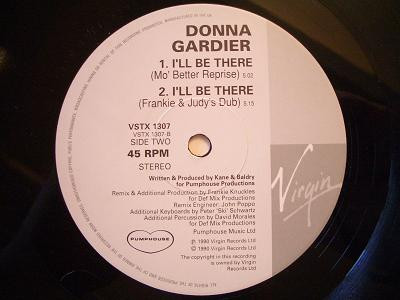 DONNA
GARDIER
1. I'LL BE THERE
(Mo' Better Reprise) 5.02
2. I'LL BE THERE
(Frankie & Judy's Dub) 5.15
VSTX 1307
VSTX 1307-B
SIDE TWO
45 RPM
STEREO
Written & Produced by Kane & Baldry
for Pumphouse Productions
Remix & Additional Production by Frankie Knuckles
for Def Mix Productions
Remix Engineer: John Poppo
Additional Keyboards by Peter 'Ski' Schwartz
Additional Percussion by David Morales
for Def Mix Productions
Pumphouse Music Ltd
℗ 1990 Virgin Records Ltd
© 1990 Virgin Records Ltd
The copyright in this recording
is owned by Virgin
Records Ltd
PUMPHOUSE
Virgin